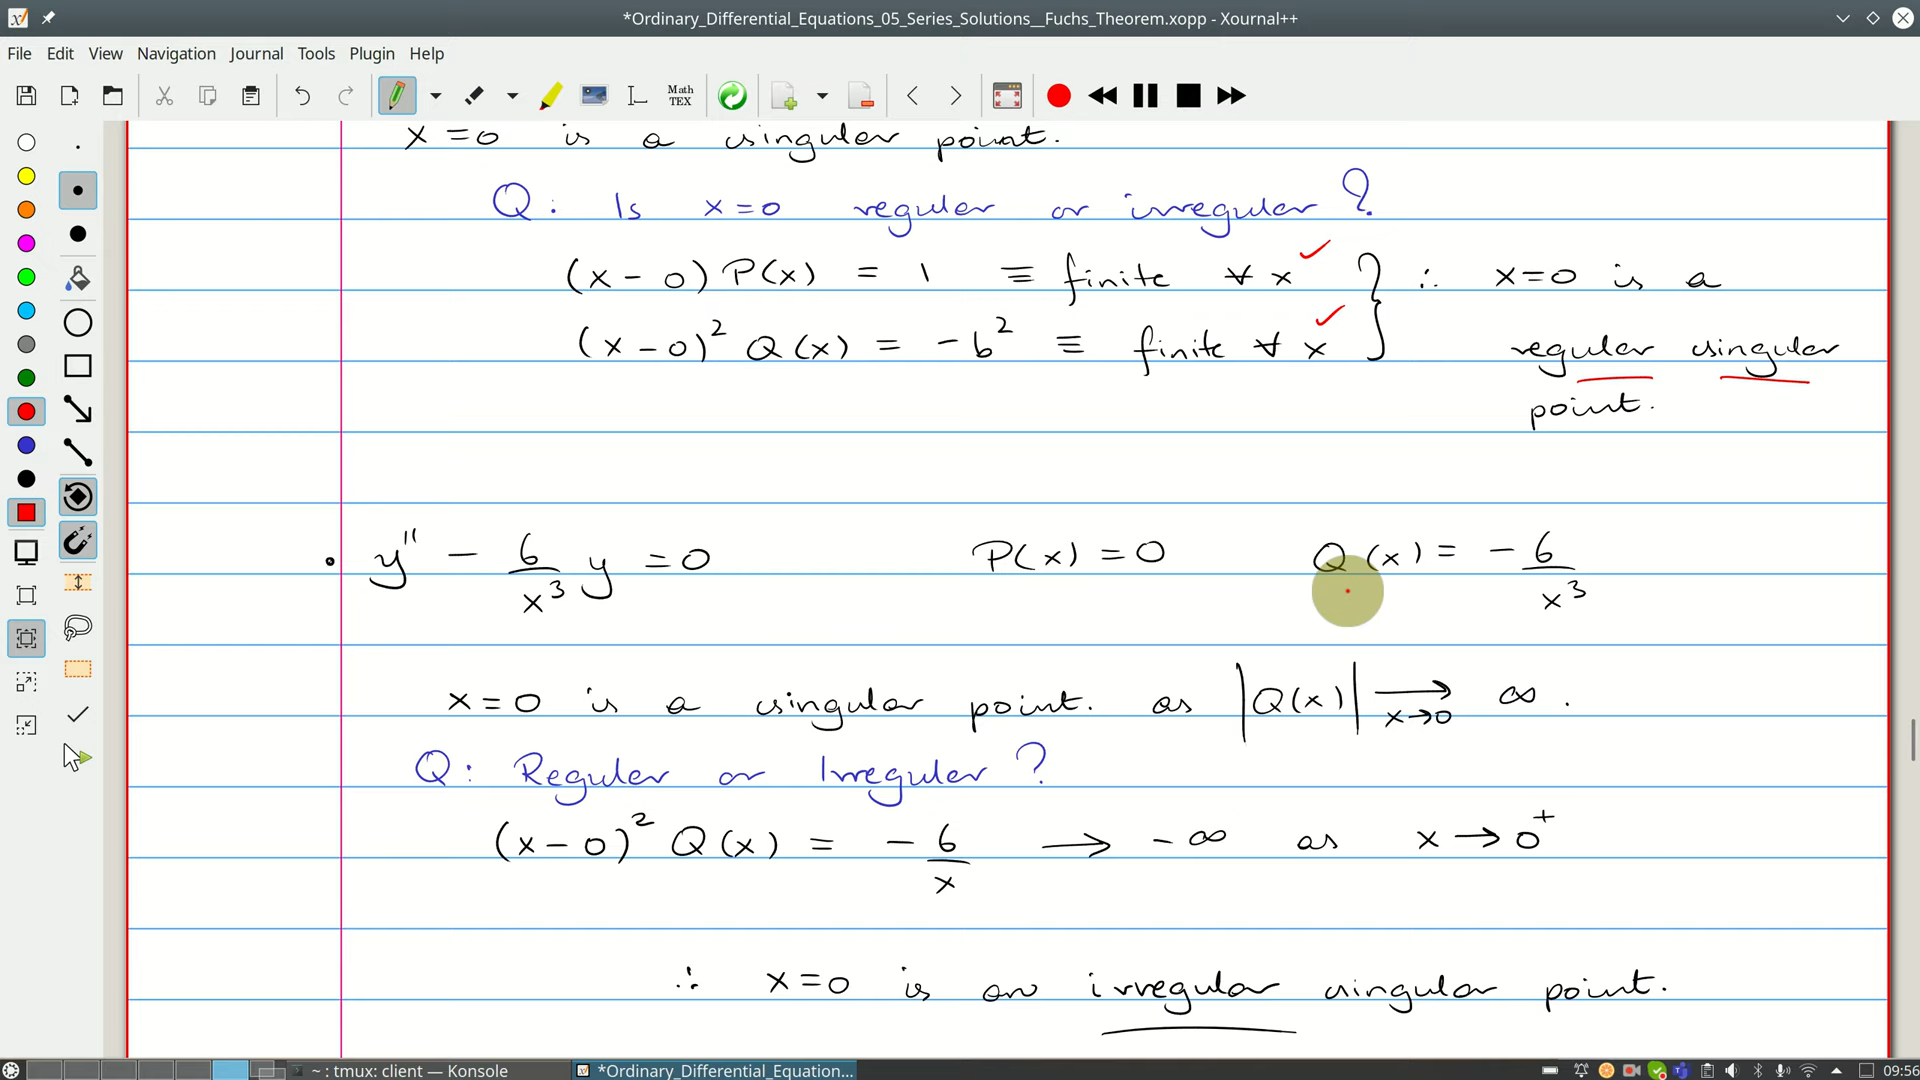 *Ordinary_Differential_Equations_05_Series_Solutions__Fuchs_Theorem.xopp - Xournal++
File Edit View Navigation Journal Tools Plugin Help
Math TEX
x = 0 is a singular point.
Q: Is x = 0 regular or irregular?
(x - 0) P(x) = 1 ≡ finite ∀ x ✓ } ∴ x = 0 is a
(x - 0)² Q(x) = - 6² ≡ finite ∀ x ✓ regular singular
point.
• y'' - 6/x³ y = 0 P(x) = 0 Q(x) = - 6/x³
x = 0 is a singular point. as |Q(x)| ⟶ ∞ .
x→0
Q: Regular or Irregular?
(x - 0)² Q(x) = - 6/x ⟶ - ∞ as x → 0⁺
∴ x = 0 is an irregular singular point.
~ : tmux: client — Konsole
*Ordinary_Differential_Equation...
09:56